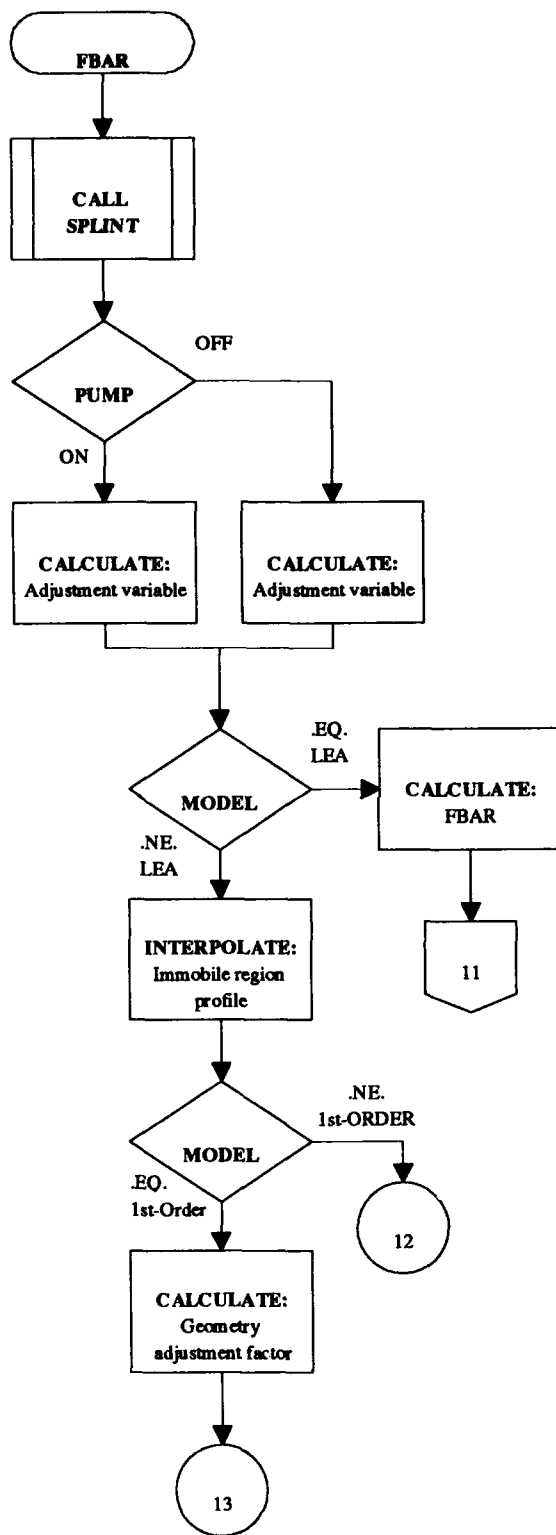 FBAR
CALL
SPLINT
OFF
PUMP
ON
CALCULATE:
Adjustment variable
CALCULATE:
Adjustment variable
.EQ.
LEA
MODEL
CALCULATE:
FBAR
.NE.
LEA
11
INTERPOLATE:
Immobile region
profile
.NE.
1st-ORDER
MODEL
.EQ.
1st-Order
12
CALCULATE:
Geometry
adjustment factor
13